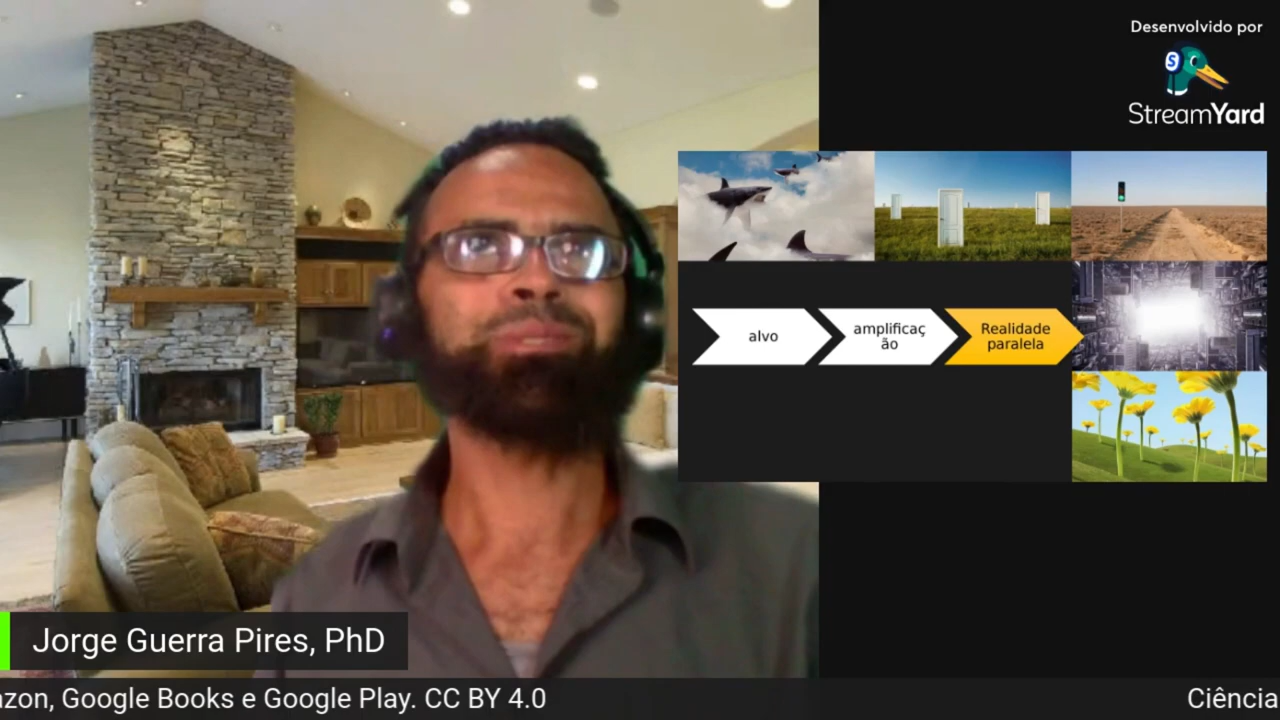 Desenvolvido por
StreamYard
alvo
amplificaç
ão
Realidade
paralela
Jorge Guerra Pires, PhD
azon, Google Books e Google Play. CC BY 4.0
Ciência